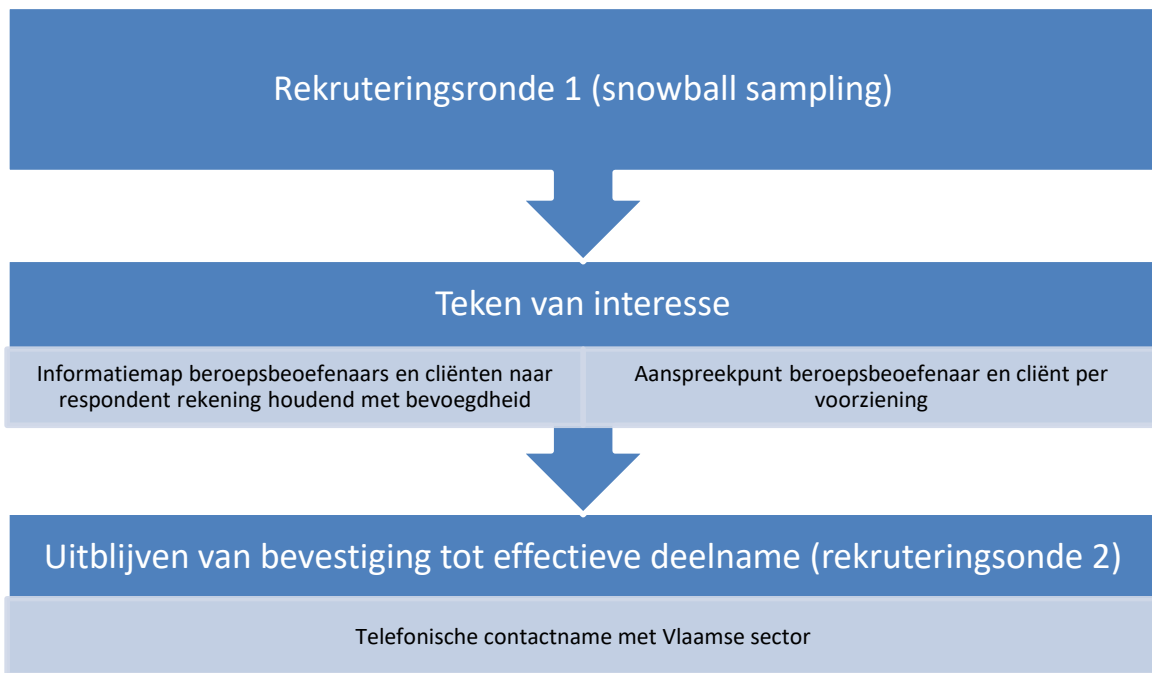 Rekruteringsronde 1 (snowball sampling)
Teken van interesse
Informatiemap beroepsbeoefenaars en cliënten naar
respondent rekening houdend met bevoegdheid
Aanspreekpunt beroepsbeoefenaar en cliënt per
voorziening
Uitblijven van bevestiging tot effectieve deelname (rekruteringsonde 2)
Telefonische contactname met Vlaamse sector